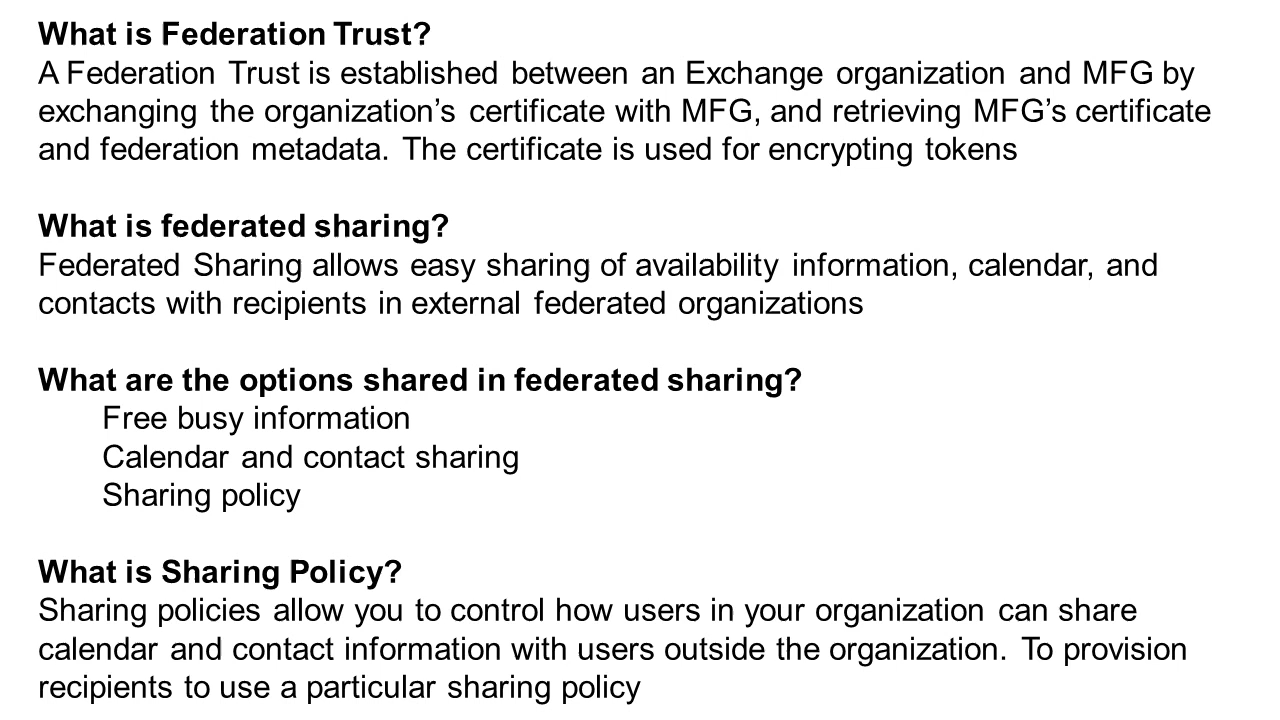 What is Federation Trust?
A Federation Trust is established between an Exchange organization and MFG by
exchanging the organization’s certificate with MFG, and retrieving MFG’s certificate
and federation metadata. The certificate is used for encrypting tokens
What is federated sharing?
Federated Sharing allows easy sharing of availability information, calendar, and
contacts with recipients in external federated organizations
What are the options shared in federated sharing?
Free busy information
Calendar and contact sharing
Sharing policy
What is Sharing Policy?
Sharing policies allow you to control how users in your organization can share
calendar and contact information with users outside the organization. To provision
recipients to use a particular sharing policy